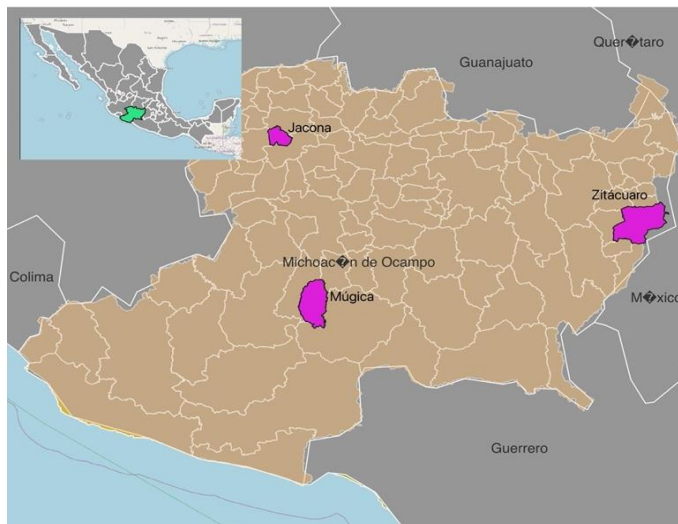 Quer�taro
Guanajuato
Jacona
Zitácuaro
Michoac�n de Ocampo
Colima
Múgica
M�xico
Guerrero